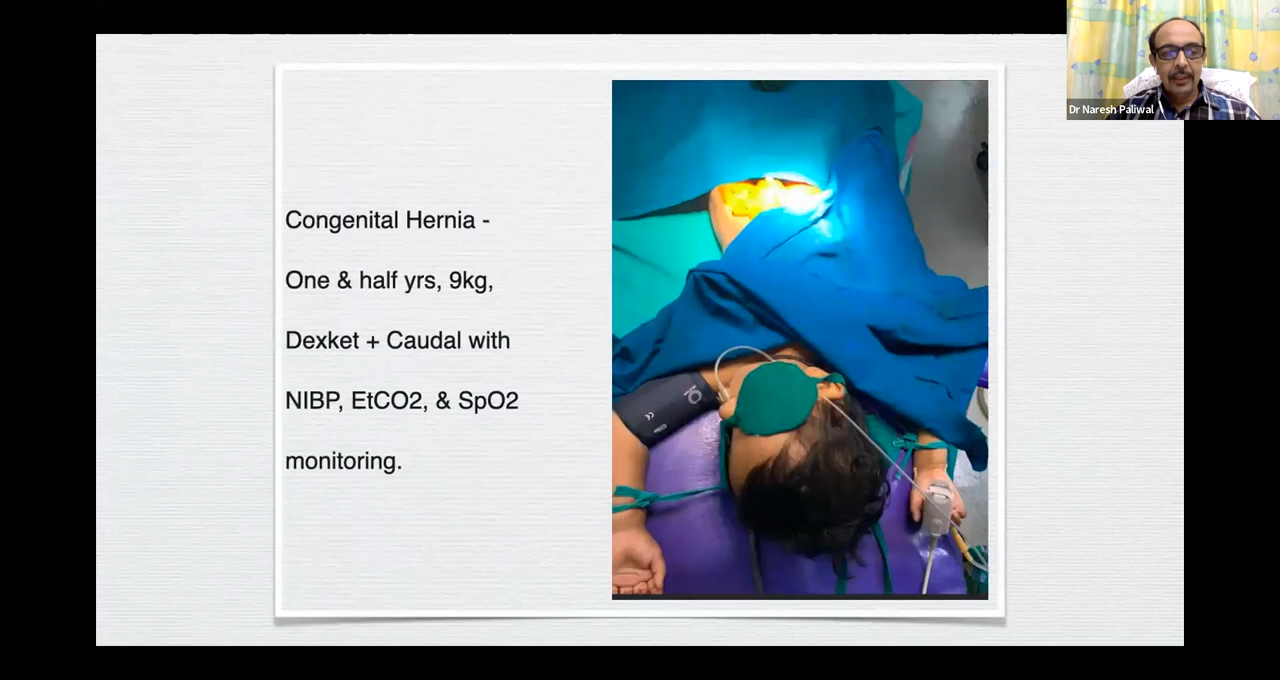 Congenital Hernia -
One & half yrs, 9kg,
Dexket + Caudal with
NIBP, EtCO2, & SpO2
monitoring.
Dr Naresh Paliwal